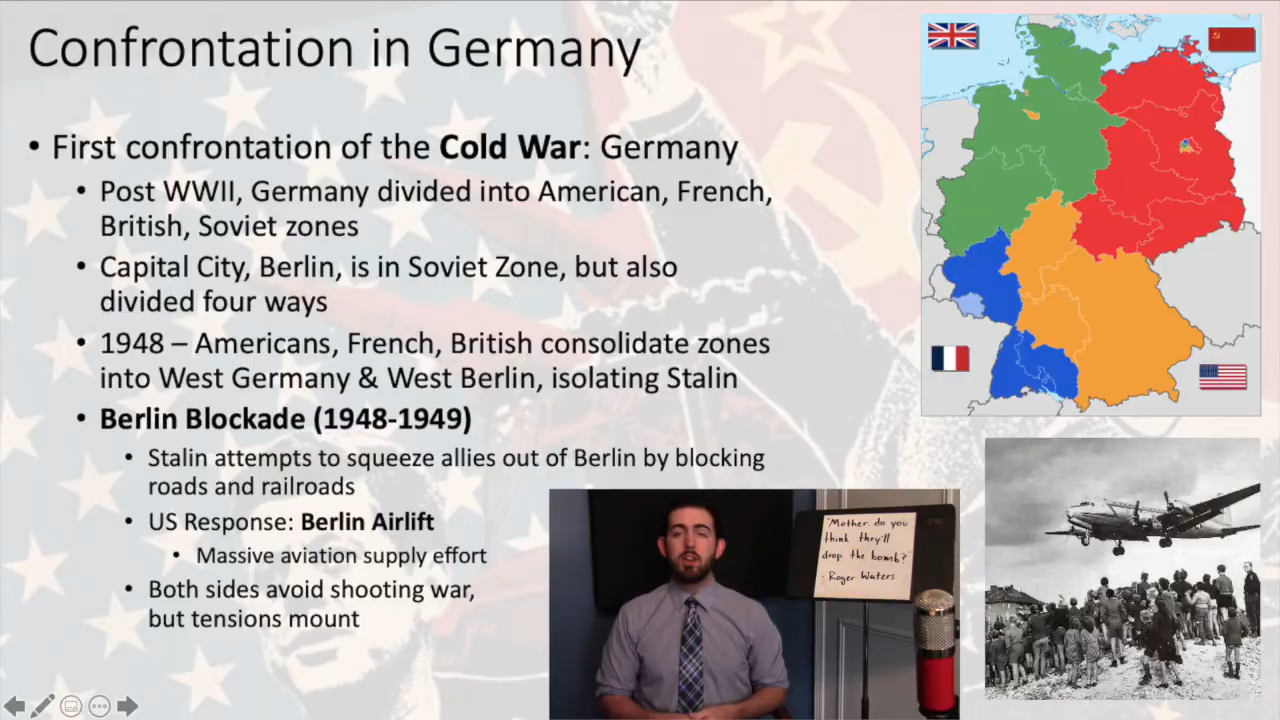 Confrontation in Germany
• First confrontation of the Cold War: Germany
• Post WWII, Germany divided into American, French,
British, Soviet zones
• Capital City, Berlin, is in Soviet Zone, but also
divided four ways
• 1948 – Americans, French, British consolidate zones
into West Germany & West Berlin, isolating Stalin
• Berlin Blockade (1948-1949)
• Stalin attempts to squeeze allies out of Berlin by blocking
roads and railroads
• US Response: Berlin Airlift
• Massive aviation supply effort
• Both sides avoid shooting war,
but tensions mount
"Mother do you
think they'll
drop the bomb?"
- Roger Waters